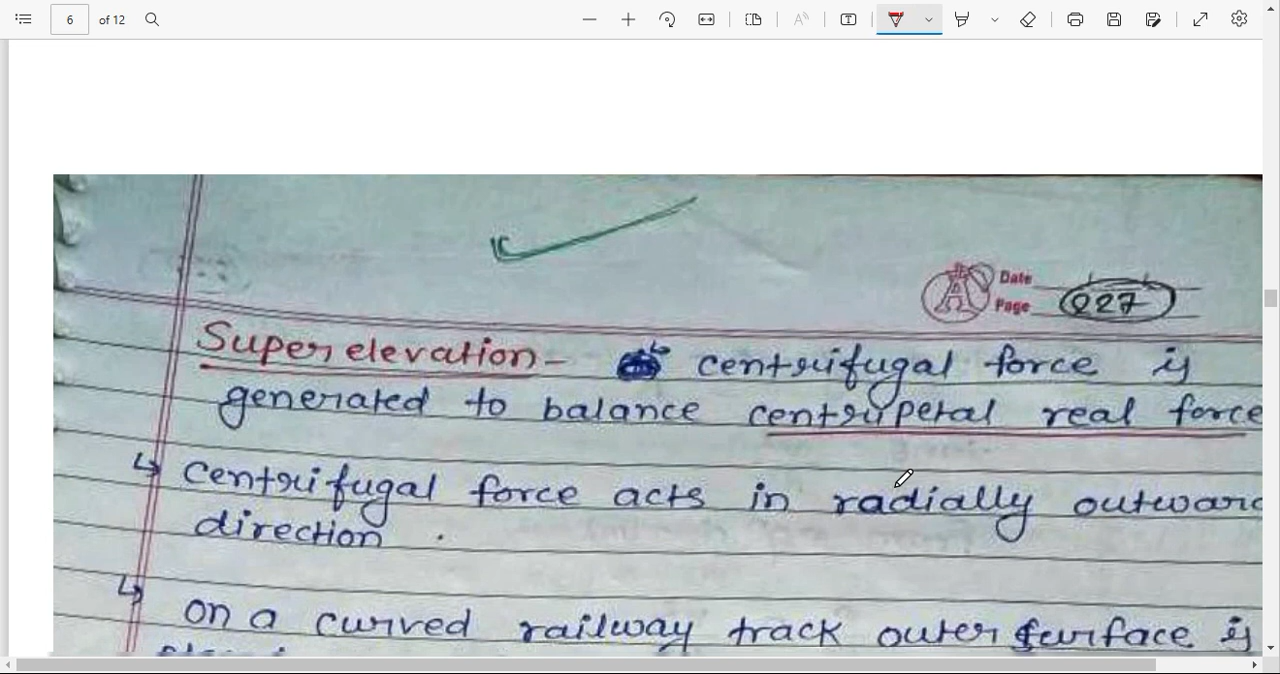 6 of 12
Date
Page 227
Superelevation - centrifugal force is
generated to balance centripetal real force
↳ centrifugal force acts in radially outward
direction .
↳ on a curved railway track outer surface is